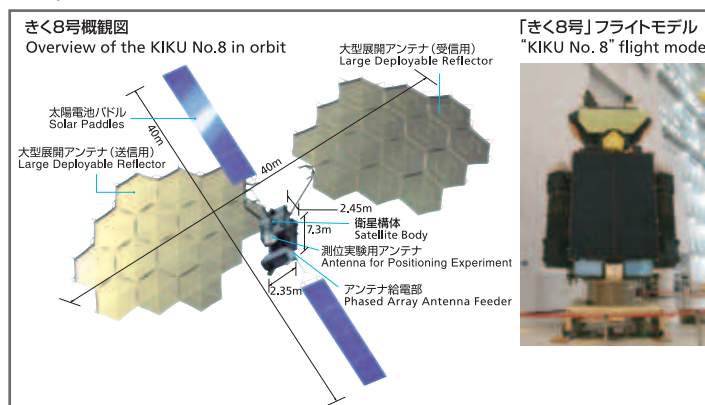 きく8号概観図
Overview of the KIKU No.8 in orbit
大型展開アンテナ(受信用)
Large Deployable Reflector
太陽電池パドル
Solar Paddles
40m
大型展開アンテナ(送信用)
Large Deployable Reflector
40m
2.45m
7.3m
衛星構体
Satellite Body
測位実験用アンテナ
Antenna for Positioning Experiment
2.35m
アンテナ給電部
Phased Array Antenna Feeder
「きく8号」フライトモデル
“KIKU No. 8” flight mode